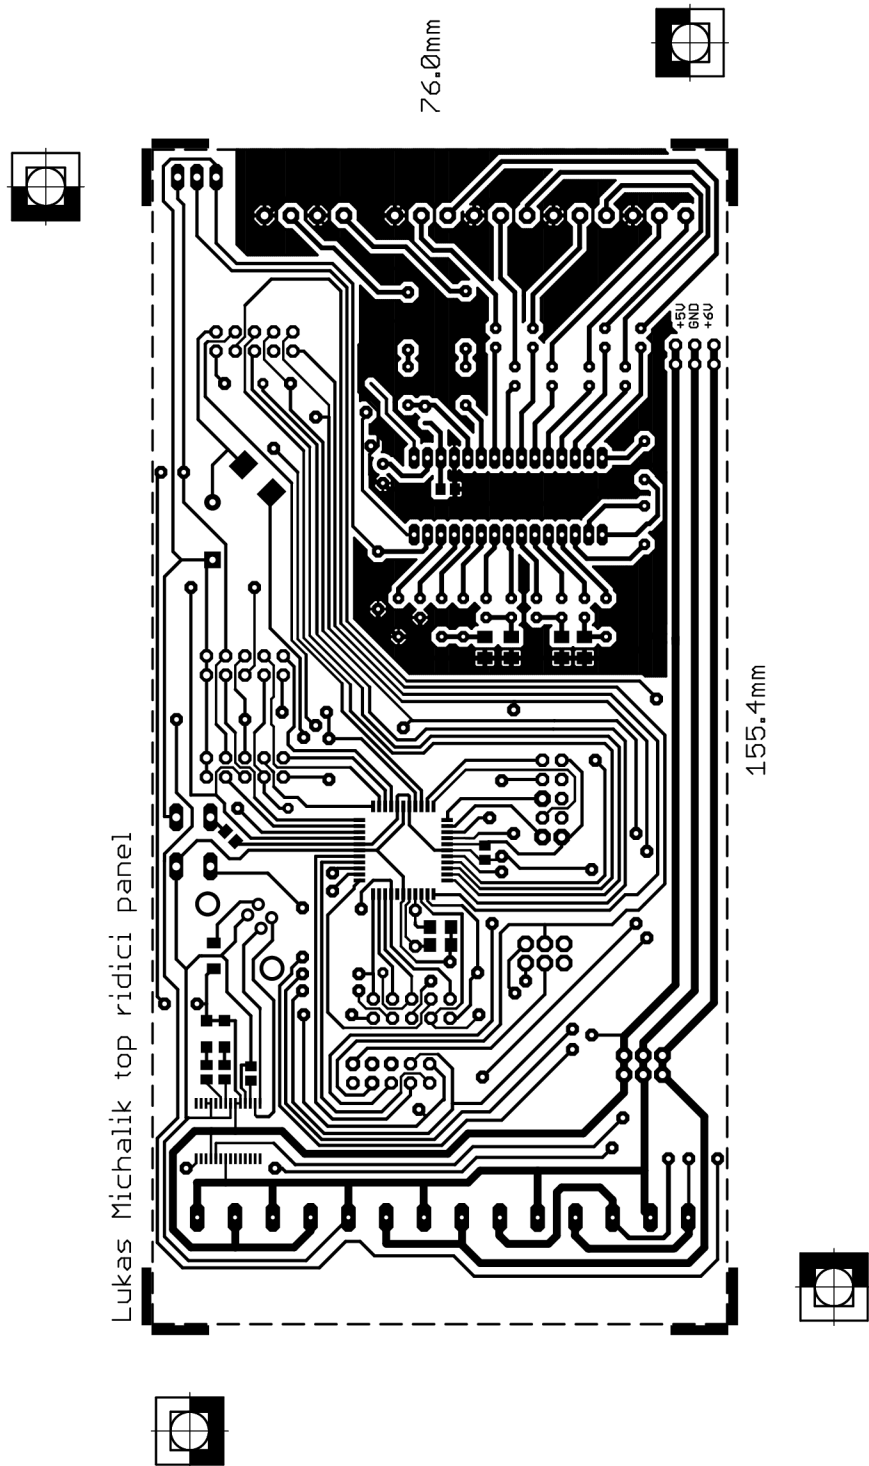 76.0mm
+5V
GND
+6V
155.4mm
Lukas Michalik top ridici panel